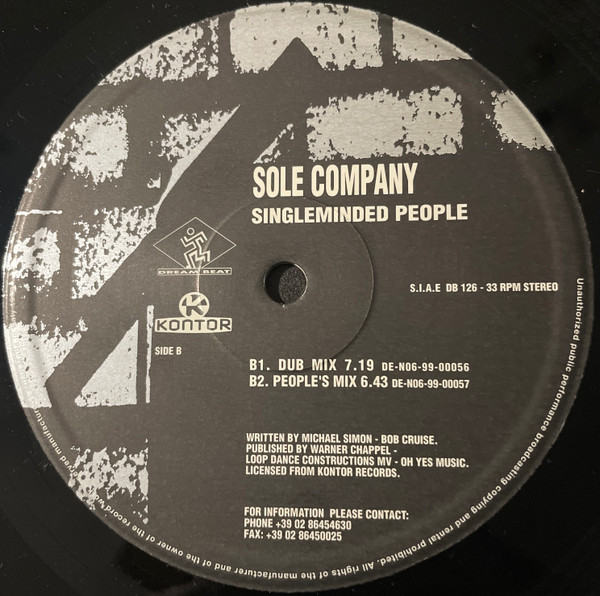 SOLE COMPANY
SINGLEMINDED PEOPLE
DREAM BEAT
K
KONTOR
S.I.A.E DB 126 - 33 RPM STEREO
SIDE B
B1. DUB MIX 7.19 DE-N06-99-00056
B2. PEOPLE'S MIX 6.43 DE-N06-99-00057
WRITTEN BY MICHAEL SIMON - BOB CRUISE.
PUBLISHED BY WARNER CHAPPEL -
LOOP DANCE CONSTRUCTIONS MV - OH YES MUSIC.
LICENSED FROM KONTOR RECORDS.
FOR INFORMATION PLEASE CONTACT:
PHONE +39 02 86454630
FAX: +39 02 86450025
Unauthorized public performance broadcasting copying and rental prohibited. All rights of the manufacturer and of the owner of the recorded